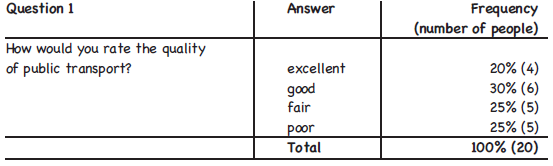 Question 1 Answer Frequency
(number of people)
How would you rate the quality
of public transport? excellent 20% (4)
good 30% (6)
fair 25% (5)
poor 25% (5)
Total 100% (20)